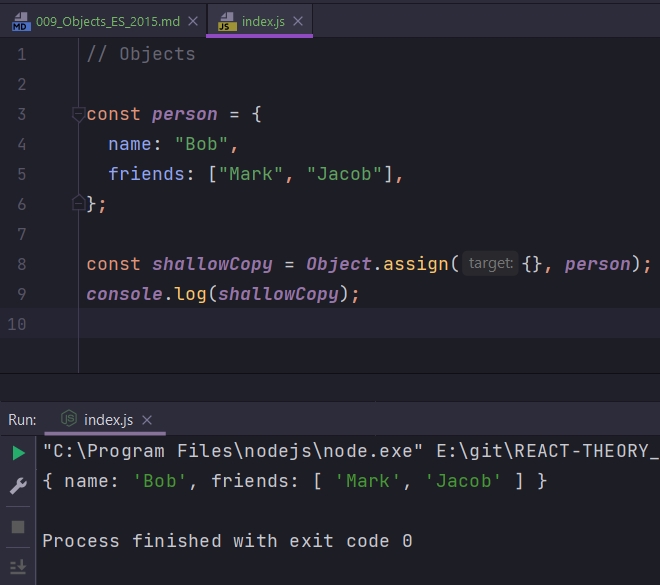 MD 009_Objects_ES_2015.md JS index.js
1 // Objects
2
3 const person = {
4 name: "Bob",
5 friends: ["Mark", "Jacob"],
6 };
7
8 const shallowCopy = Object.assign( target: {}, person);
9 console.log(shallowCopy);
10
Run: JS index.js
"C:\Program Files\nodejs\node.exe" E:\git\REACT-THEORY_
{ name: 'Bob', friends: [ 'Mark', 'Jacob' ] }
Process finished with exit code 0